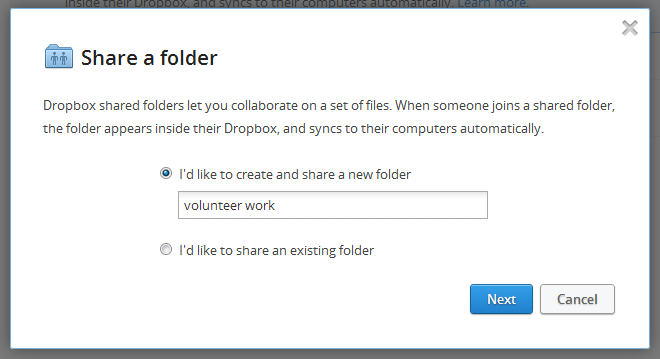 inside their Dropbox, and syncs to their computers automatically. Learn more.
Share a folder
Dropbox shared folders let you collaborate on a set of files. When someone joins a shared folder,
the folder appears inside their Dropbox, and syncs to their computers automatically.
I'd like to create and share a new folder
volunteer work
I'd like to share an existing folder
Next Cancel